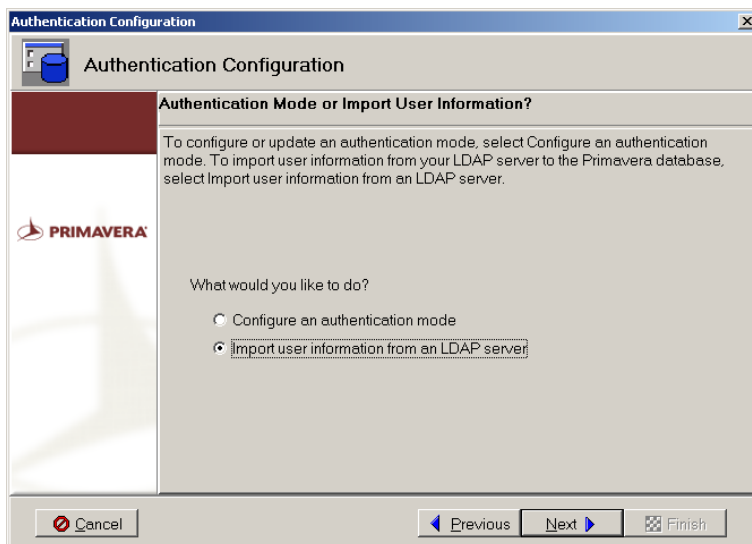 Authentication Configuration
Authentication Configuration
Authentication Mode or Import User Information?
To configure or update an authentication mode, select Configure an authentication
mode. To import user information from your LDAP server to the Primavera database,
select Import user information from an LDAP server.
PRIMAVERA
What would you like to do?
Configure an authentication mode
Import user information from an LDAP server
Cancel
Previous
Next
Finish